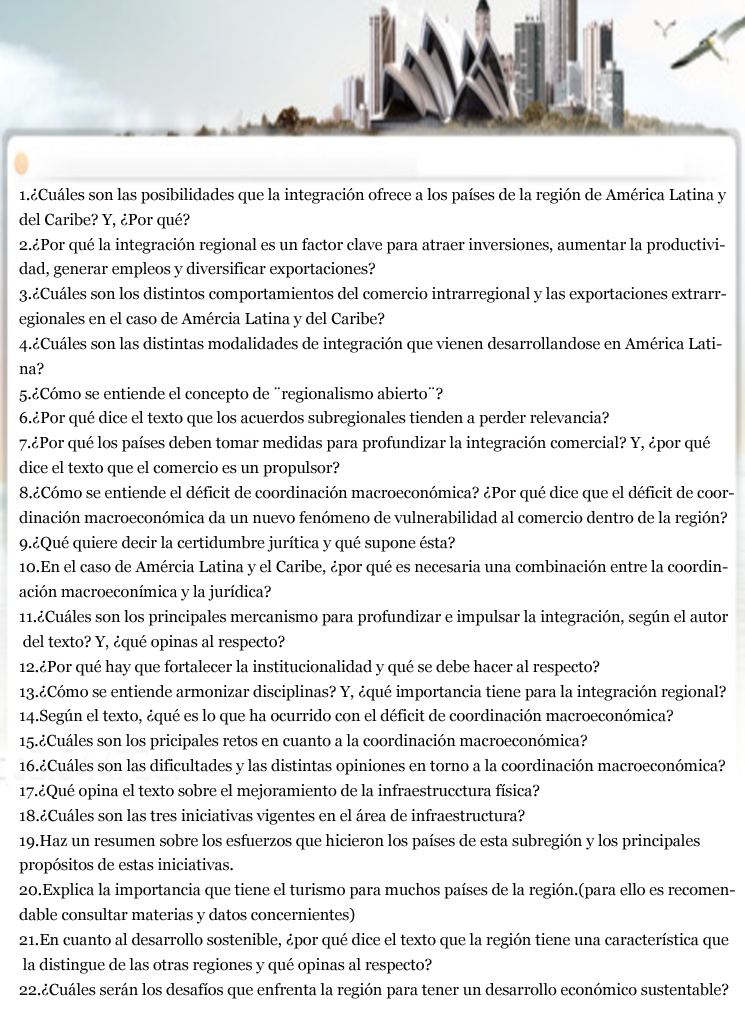 1.¿Cuáles son las posibilidades que la integración ofrece a los países de la región de América Latina y
del Caribe? Y, ¿Por qué?
2.¿Por qué la integración regional es un factor clave para atraer inversiones, aumentar la productivi-
dad, generar empleos y diversificar exportaciones?
3.¿Cuáles son los distintos comportamientos del comercio intrarregional y las exportaciones extrarr-
egionales en el caso de Amércia Latina y del Caribe?
4.¿Cuáles son las distintas modalidades de integración que vienen desarrollandose en América Lati-
na?
5.¿Cómo se entiende el concepto de ¨regionalismo abierto¨?
6.¿Por qué dice el texto que los acuerdos subregionales tienden a perder relevancia?
7.¿Por qué los países deben tomar medidas para profundizar la integración comercial? Y, ¿por qué
dice el texto que el comercio es un propulsor?
8.¿Cómo se entiende el déficit de coordinación macroeconómica? ¿Por qué dice que el déficit de coor-
dinación macroeconómica da un nuevo fenómeno de vulnerabilidad al comercio dentro de la región?
9.¿Qué quiere decir la certidumbre jurítica y qué supone ésta?
10.En el caso de Amércia Latina y el Caribe, ¿por qué es necesaria una combinación entre la coordin-
ación macroeconímica y la jurídica?
11.¿Cuáles son los principales mercanismo para profundizar e impulsar la integración, según el autor
del texto? Y, ¿qué opinas al respecto?
12.¿Por qué hay que fortalecer la institucionalidad y qué se debe hacer al respecto?
13.¿Cómo se entiende armonizar disciplinas? Y, ¿qué importancia tiene para la integración regional?
14.Según el texto, ¿qué es lo que ha ocurrido con el déficit de coordinación macroeconómica?
15.¿Cuáles son los pricipales retos en cuanto a la coordinación macroeconómica?
16.¿Cuáles son las dificultades y las distintas opiniones en torno a la coordinación macroeconómica?
17.¿Qué opina el texto sobre el mejoramiento de la infraestrucctura física?
18.¿Cuáles son las tres iniciativas vigentes en el área de infraestructura?
19.Haz un resumen sobre los esfuerzos que hicieron los países de esta subregión y los principales
propósitos de estas iniciativas.
20.Explica la importancia que tiene el turismo para muchos países de la región.(para ello es recomen-
dable consultar materias y datos concernientes)
21.En cuanto al desarrollo sostenible, ¿por qué dice el texto que la región tiene una característica que
la distingue de las otras regiones y qué opinas al respecto?
22.¿Cuáles serán los desafíos que enfrenta la región para tener un desarrollo económico sustentable?